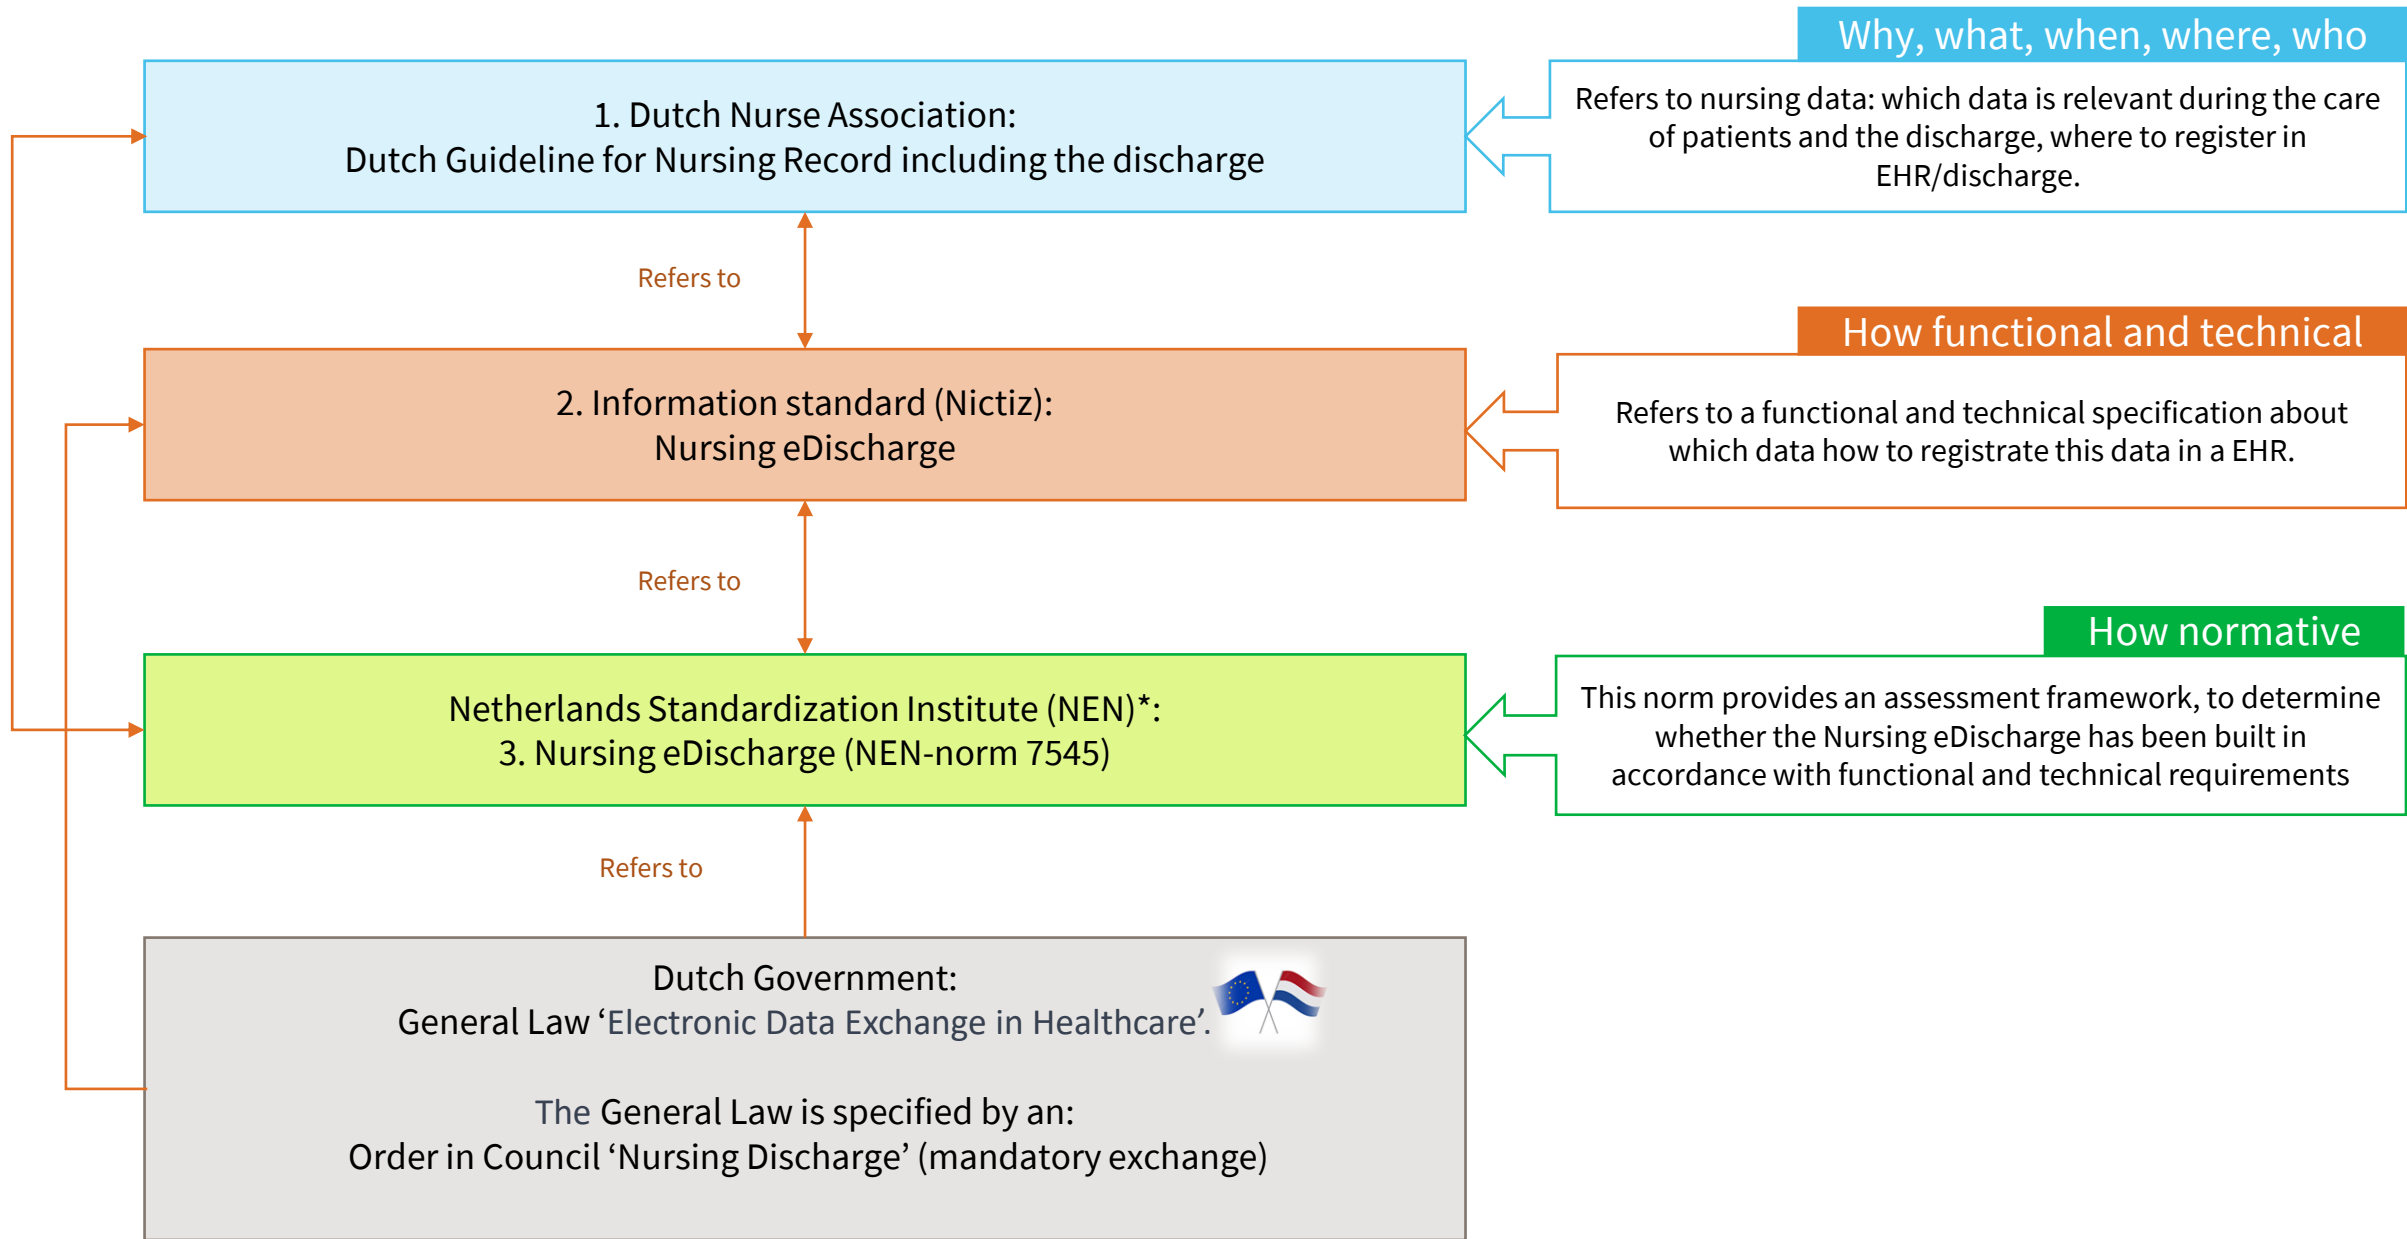 Why, what, when, where, who
1. Dutch Nurse Association:
Dutch Guideline for Nursing Record including the discharge
Refers to nursing data: which data is relevant during the care
of patients and the discharge, where to register in
EHR/discharge.
Refers to
How functional and technical
2. Information standard (Nictiz):
Nursing eDischarge
Refers to a functional and technical specification about
which data how to registrate this data in a EHR.
Refers to
How normative
Netherlands Standardization Institute (NEN)*:
3. Nursing eDischarge (NEN-norm 7545)
This norm provides an assessment framework, to determine
whether the Nursing eDischarge has been built in
accordance with functional and technical requirements
Refers to
Dutch Government:
General Law ‘Electronic Data Exchange in Healthcare’.
The General Law is specified by an:
Order in Council ‘Nursing Discharge’ (mandatory exchange)